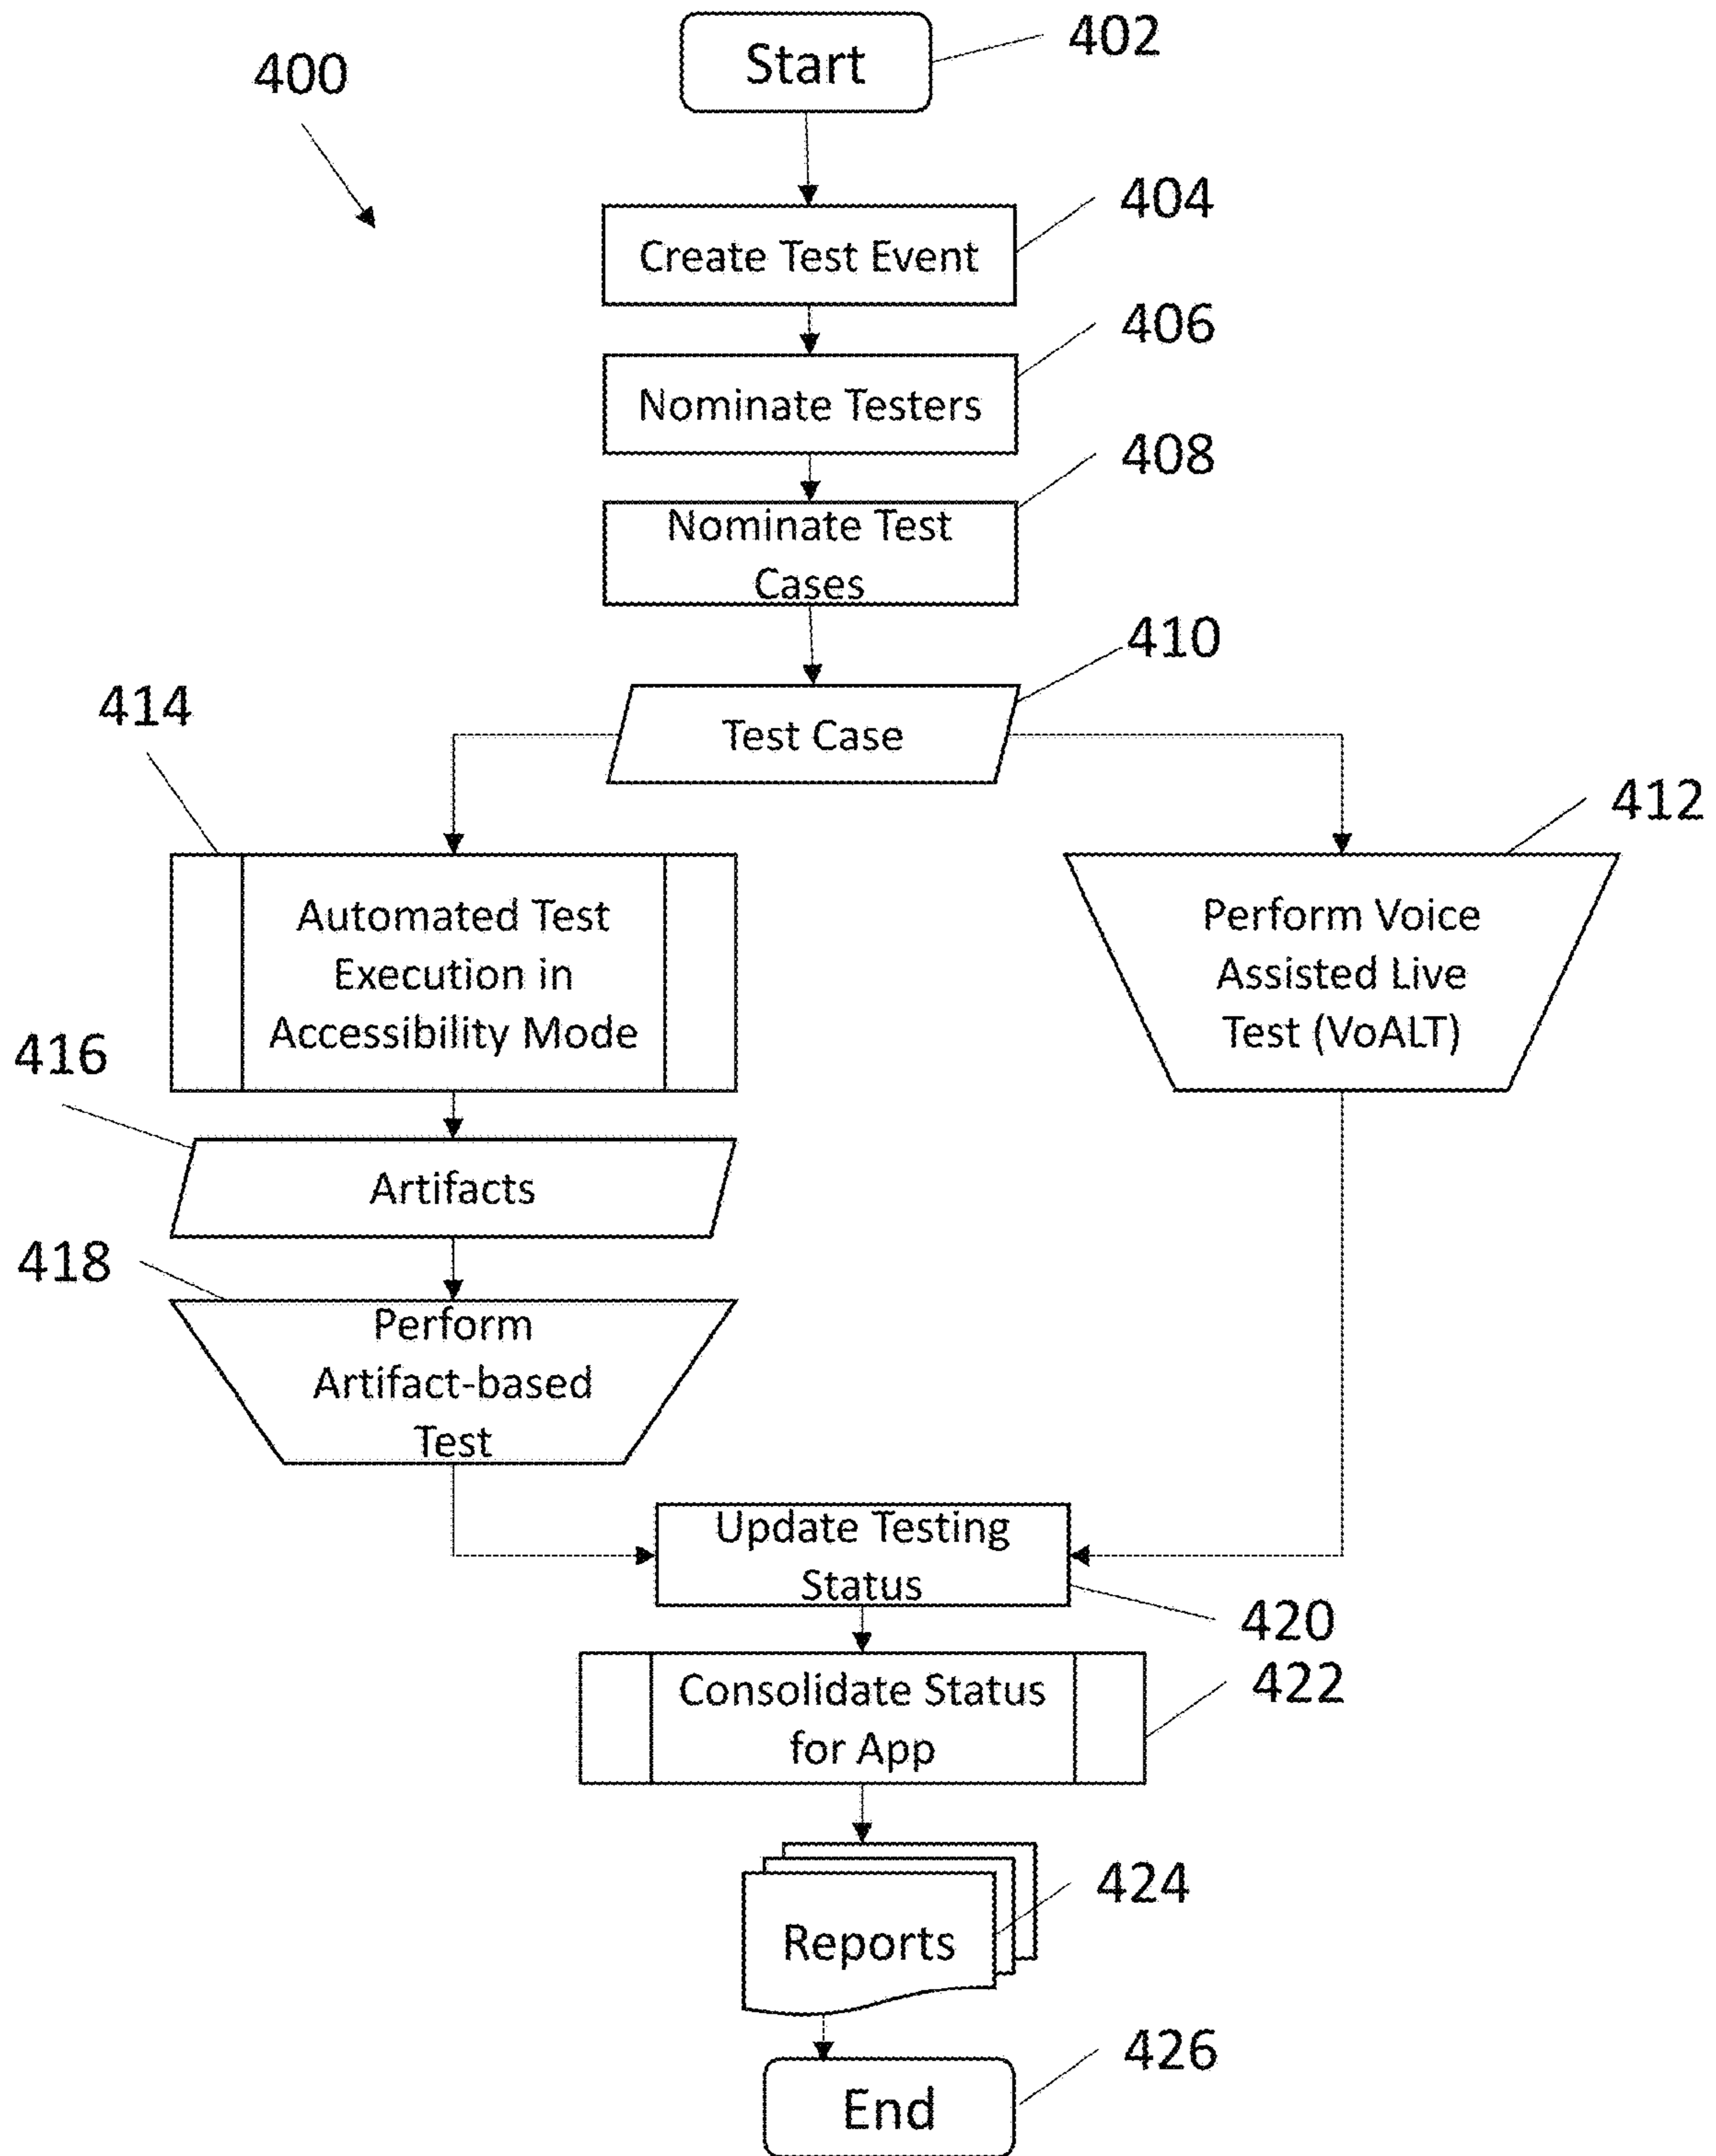 402
Start
400
404
Create Test Event
406
Nominate Testers
408
Nominate Test
Cases
410
Test Case
414
412
Automated Test
Execution in
Accessibility Mode
Perform Voice
Assisted Live
Test (VoALT)
416
Artifacts
418
Perform
Artifact-based
Test
Update Testing
Status
420
Consolidate Status
for App
422
424
Reports
426
End